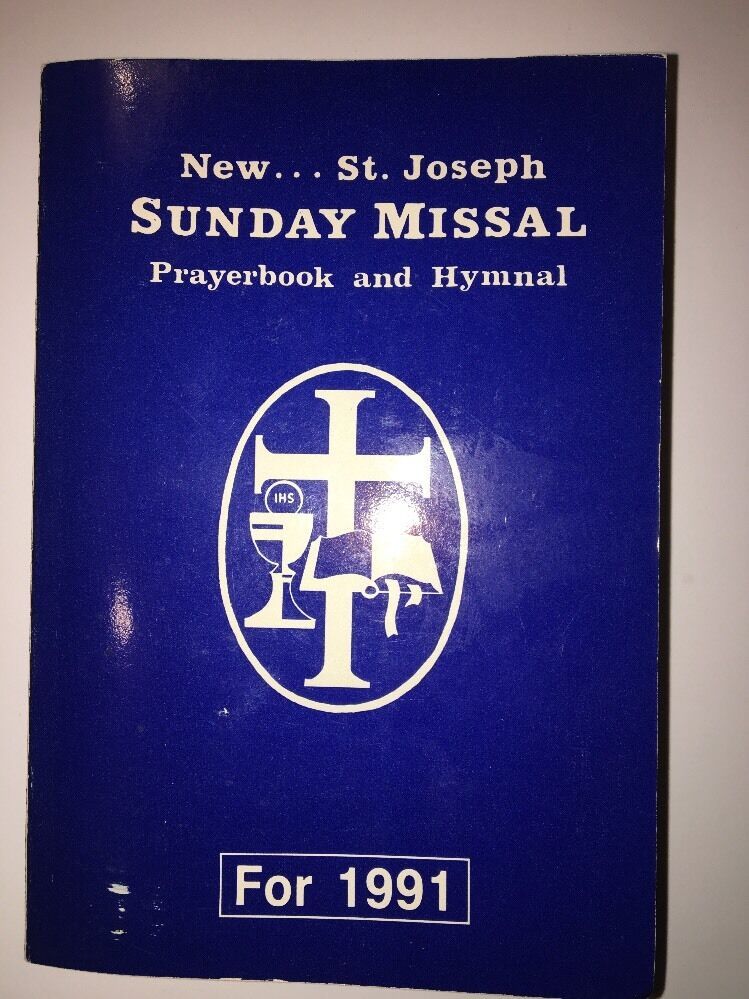 New... St. Joseph
SUNDAY MISSAL
Prayerbook and Hymnal
IHS
For 1991